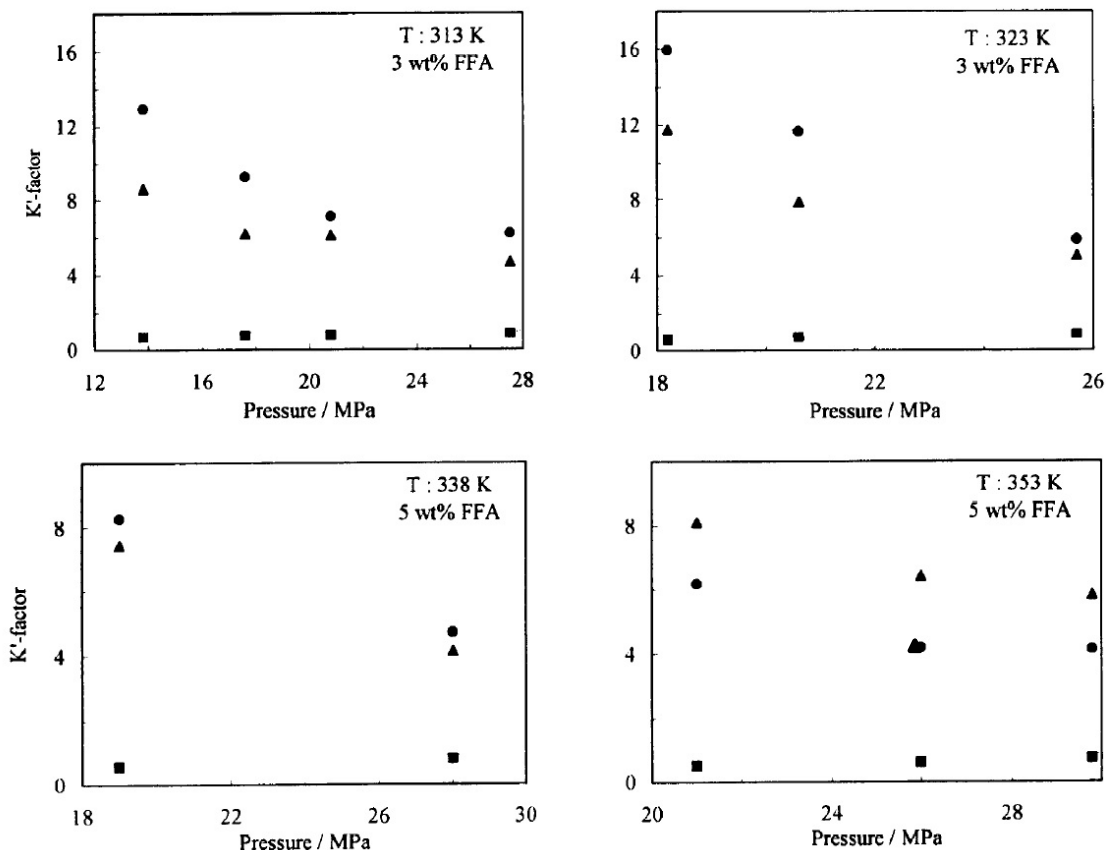 T : 313 K
3 wt% FFA
K'-factor
16
12
8
4
0
12 16 20 24 28
Pressure / MPa
T : 323 K
3 wt% FFA
16
12
8
4
0
18 22 26
Pressure / MPa
T : 338 K
5 wt% FFA
K'-factor
8
4
0
18 22 26 30
Pressure / MPa
T : 353 K
5 wt% FFA
8
4
0
20 24 28
Pressure / MPa